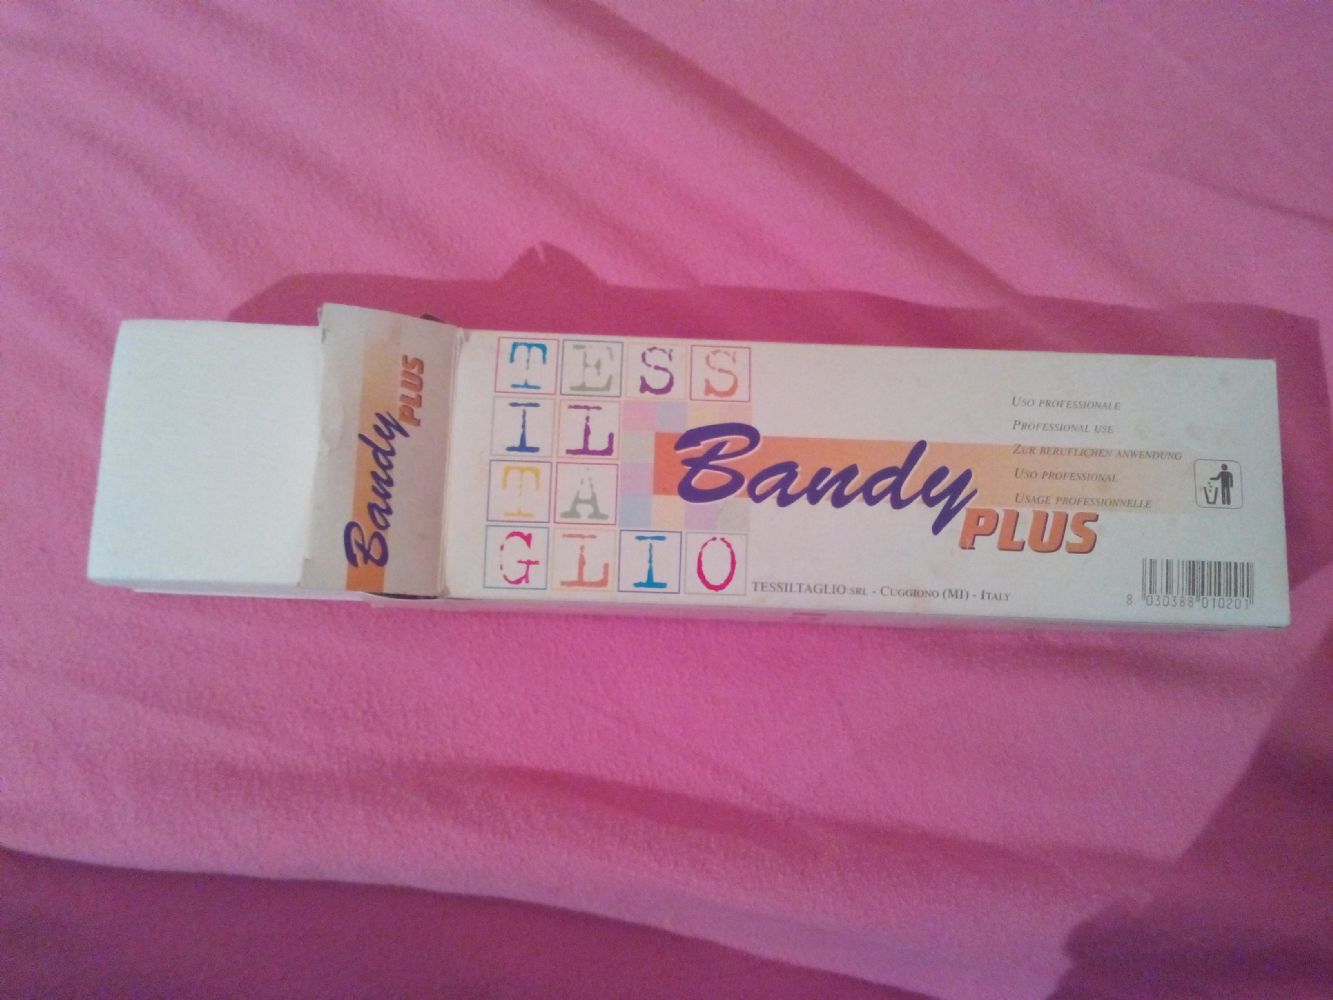 Bandy
PLUS
T E S S
I L
T A
G L I O
Bandy
PLUS
USO PROFESSIONALE
PROFESSIONAL USE
ZUR BERUFLICHEN ANWENDUNG
USO PROFESSIONAL
USAGE PROFESSIONNELLE
TESSILTAGLIO SRL - CUGGIONO (MI) - ITALY
8 030388 010201